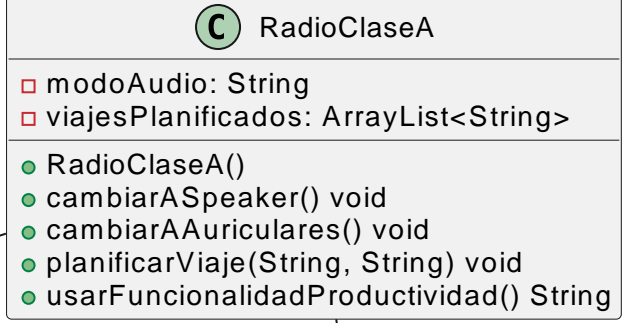 C RadioClaseA
modoAudio: String
viajesPlanificados: ArrayList<String>
RadioClaseA()
cambiarASpeaker() void
cambiarAAuriculares() void
planificarViaje(String, String) void
usarFuncionalidadProductividad() String